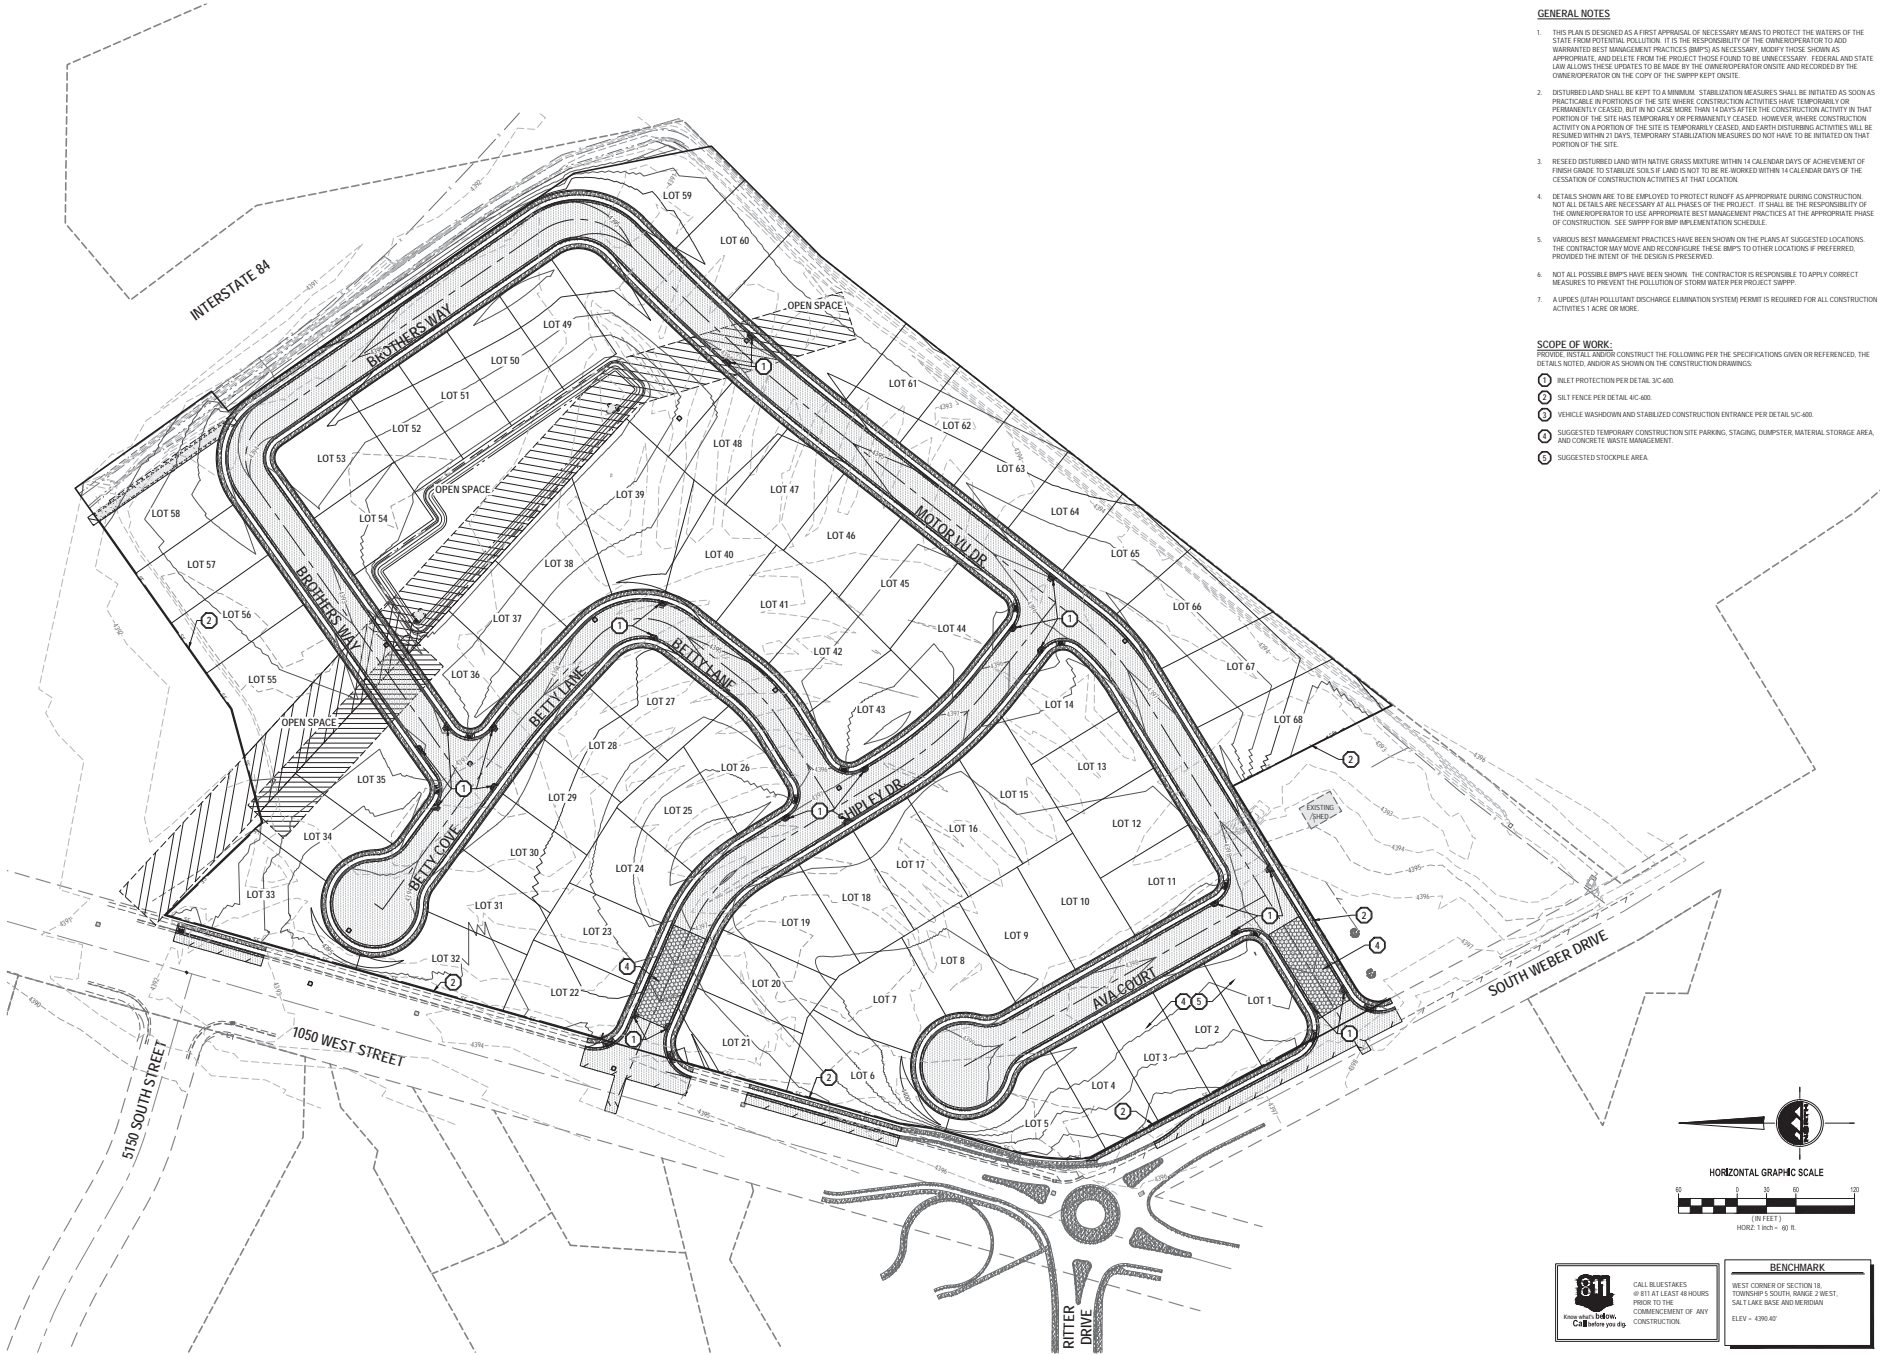 GENERAL NOTES
1. THIS PLAN IS DESIGNED AS A FIRST APPRAISAL OF NECESSARY MEANS TO PROTECT THE WATERS OF THE
STATE FROM POTENTIAL POLLUTION. IT IS THE RESPONSIBILITY OF THE OWNER/OPERATOR TO ADD
WARRANTED BEST MANAGEMENT PRACTICES (BMP'S) AS NECESSARY, MODIFY THOSE SHOWN AS
APPROPRIATE, AND DELETE FROM THE PROJECT THOSE FOUND TO BE UNNECESSARY. FEDERAL AND STATE
LAW ALLOWS THESE UPDATES TO BE MADE BY THE OWNER/OPERATOR ONSITE AND RECORDED BY THE
OWNER/OPERATOR ON THE COPY OF THE SWPPP KEPT ONSITE.
2. DISTURBED LAND SHALL BE KEPT TO A MINIMUM. STABILIZATION MEASURES SHALL BE INITIATED AS SOON AS
PRACTICABLE IN PORTIONS OF THE SITE WHERE CONSTRUCTION ACTIVITIES HAVE TEMPORARILY OR
PERMANENTLY CEASED, BUT IN NO CASE MORE THAN 14 DAYS AFTER THE CONSTRUCTION ACTIVITY IN THAT
PORTION OF THE SITE HAS TEMPORARILY OR PERMANENTLY CEASED. HOWEVER, WHERE CONSTRUCTION
ACTIVITY ON A PORTION OF THE SITE IS TEMPORARILY CEASED, AND EARTH DISTURBING ACTIVITIES WILL BE
RESUMED WITHIN 21 DAYS, TEMPORARY STABILIZATION MEASURES DO NOT HAVE TO BE INITIATED ON THAT
PORTION OF THE SITE.
3. RESEED DISTURBED LAND WITH NATIVE GRASS MIXTURE WITHIN 14 CALENDAR DAYS OF ACHIEVEMENT OF
FINISH GRADE TO STABILIZE SOILS IF LAND IS NOT TO BE RE-WORKED WITHIN 14 CALENDAR DAYS OF THE
CESSATION OF CONSTRUCTION ACTIVITIES AT THAT LOCATION.
4. DETAILS SHOWN ARE TO BE EMPLOYED TO PROTECT RUNOFF AS APPROPRIATE DURING CONSTRUCTION.
NOT ALL DETAILS ARE NECESSARY AT ALL PHASES OF THE PROJECT. IT SHALL BE THE RESPONSIBILITY OF
THE OWNER/OPERATOR TO USE APPROPRIATE BEST MANAGEMENT PRACTICES AT THE APPROPRIATE PHASE
OF CONSTRUCTION. SEE SWPPP FOR BMP IMPLEMENTATION SCHEDULE.
5. VARIOUS BEST MANAGEMENT PRACTICES HAVE BEEN SHOWN ON THE PLANS AT SUGGESTED LOCATIONS.
THE CONTRACTOR MAY MOVE AND RECONFIGURE THESE BMP'S TO OTHER LOCATIONS IF PREFERRED,
PROVIDED THE INTENT OF THE DESIGN IS PRESERVED.
6. NOT ALL POSSIBLE BMP'S HAVE BEEN SHOWN. THE CONTRACTOR IS RESPONSIBLE TO APPLY CORRECT
MEASURES TO PREVENT THE POLLUTION OF STORM WATER PER PROJECT SWPPP.
7. A UPDES (UTAH POLLUTANT DISCHARGE ELIMINATION SYSTEM) PERMIT IS REQUIRED FOR ALL CONSTRUCTION
ACTIVITIES 1 ACRE OR MORE.
SCOPE OF WORK:
PROVIDE, INSTALL AND/OR CONSTRUCT THE FOLLOWING PER THE SPECIFICATIONS GIVEN OR REFERENCED, THE
DETAILS NOTED, AND/OR AS SHOWN ON THE CONSTRUCTION DRAWINGS:
1 INLET PROTECTION PER DETAIL 3/C-600.
2 SILT FENCE PER DETAIL 4/C-600.
3 VEHICLE WASHDOWN AND STABILIZED CONSTRUCTION ENTRANCE PER DETAIL 5/C-600.
4 SUGGESTED TEMPORARY CONSTRUCTION SITE PARKING, STAGING, DUMPSTER, MATERIAL STORAGE AREA,
AND CONCRETE WASTE MANAGEMENT.
5 SUGGESTED STOCKPILE AREA
INTERSTATE 84
BROTHERS WAY
BROTHERS WAY
MOTOR VU DR
BETTY LANE
BETTY LANE
BETTY COVE
SHIPLEY DR
AVA COURT
SOUTH WEBER DRIVE
1050 WEST STREET
5150 SOUTH STREET
RITTER
DRIVE
OPEN SPACE
OPEN SPACE
OPEN SPACE
EXISTING
SHED
LOT 59
LOT 60
LOT 49
LOT 50
LOT 51
LOT 52
LOT 53
LOT 54
LOT 61
LOT 62
LOT 63
LOT 64
LOT 65
LOT 66
LOT 67
LOT 68
LOT 48
LOT 47
LOT 46
LOT 45
LOT 44
LOT 43
LOT 42
LOT 41
LOT 40
LOT 39
LOT 38
LOT 37
LOT 36
LOT 58
LOT 57
LOT 56
LOT 55
LOT 35
LOT 34
LOT 33
LOT 32
LOT 31
LOT 30
LOT 29
LOT 28
LOT 27
LOT 26
LOT 25
LOT 24
LOT 23
LOT 22
LOT 21
LOT 20
LOT 19
LOT 18
LOT 17
LOT 16
LOT 15
LOT 14
LOT 13
LOT 12
LOT 11
LOT 10
LOT 9
LOT 8
LOT 7
LOT 6
LOT 5
LOT 4
LOT 3
LOT 2
LOT 1
HORIZONTAL GRAPHIC SCALE
60 0 30 60 120
( IN FEET )
HORZ: 1 inch = 60 ft.
811
Know what's below.
Call before you dig.
CALL BLUESTAKES
@ 811 AT LEAST 48 HOURS
PRIOR TO THE
COMMENCEMENT OF ANY
CONSTRUCTION.
BENCHMARK
WEST CORNER OF SECTION 18,
TOWNSHIP 5 SOUTH, RANGE 2 WEST,
SALT LAKE BASE AND MERIDIAN
ELEV = 4390.40'